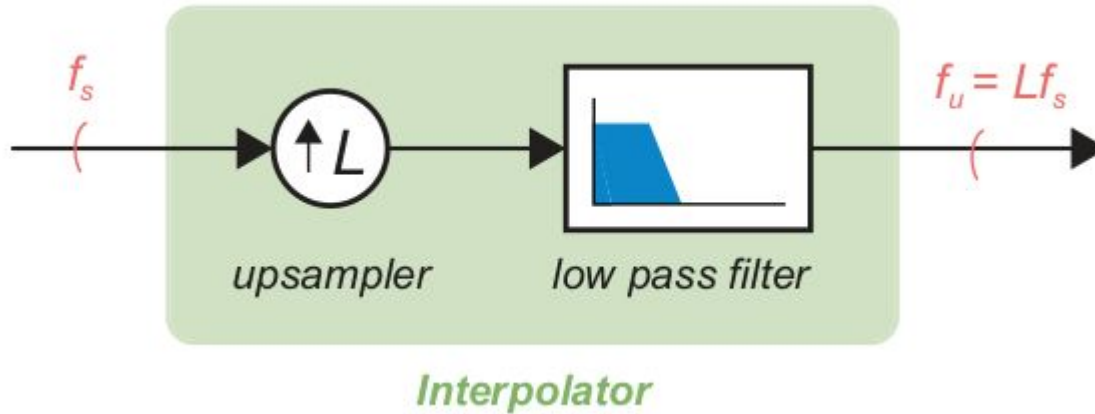 f_s
f_u = Lf_s
↑ L
upsampler
low pass filter
Interpolator